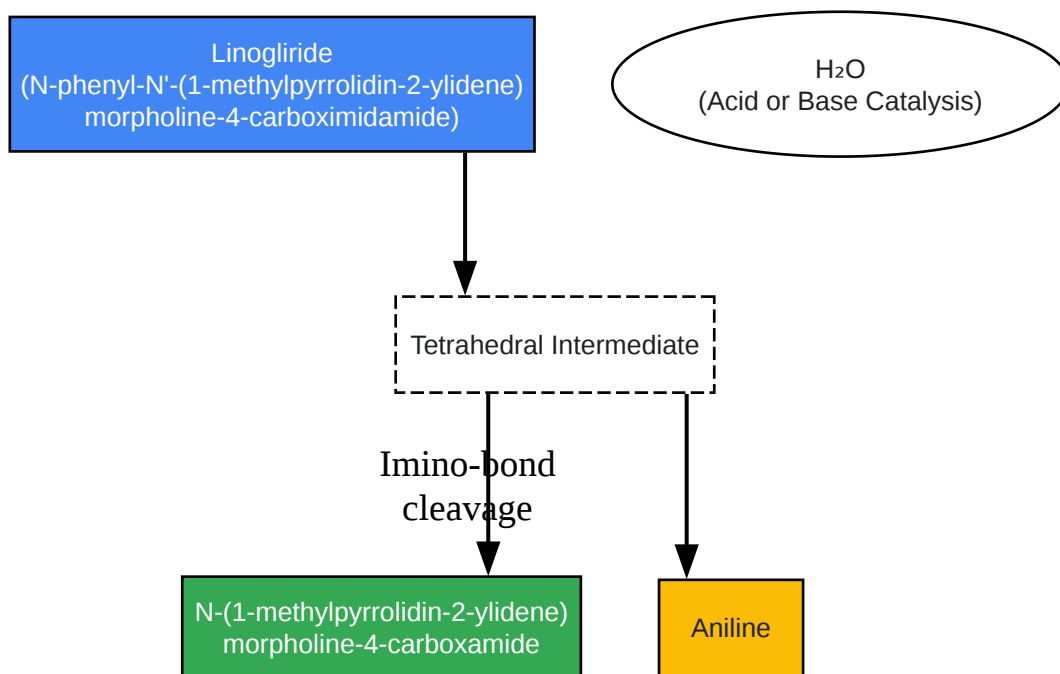 Linogliride
(N-phenyl-N'-(1-methylpyrrolidin-2-ylidene)
morpholine-4-carboximidamide)
H₂O
(Acid or Base Catalysis)
Tetrahedral Intermediate
Imino-bond
cleavage
N-(1-methylpyrrolidin-2-ylidene)
morpholine-4-carboxamide
Aniline